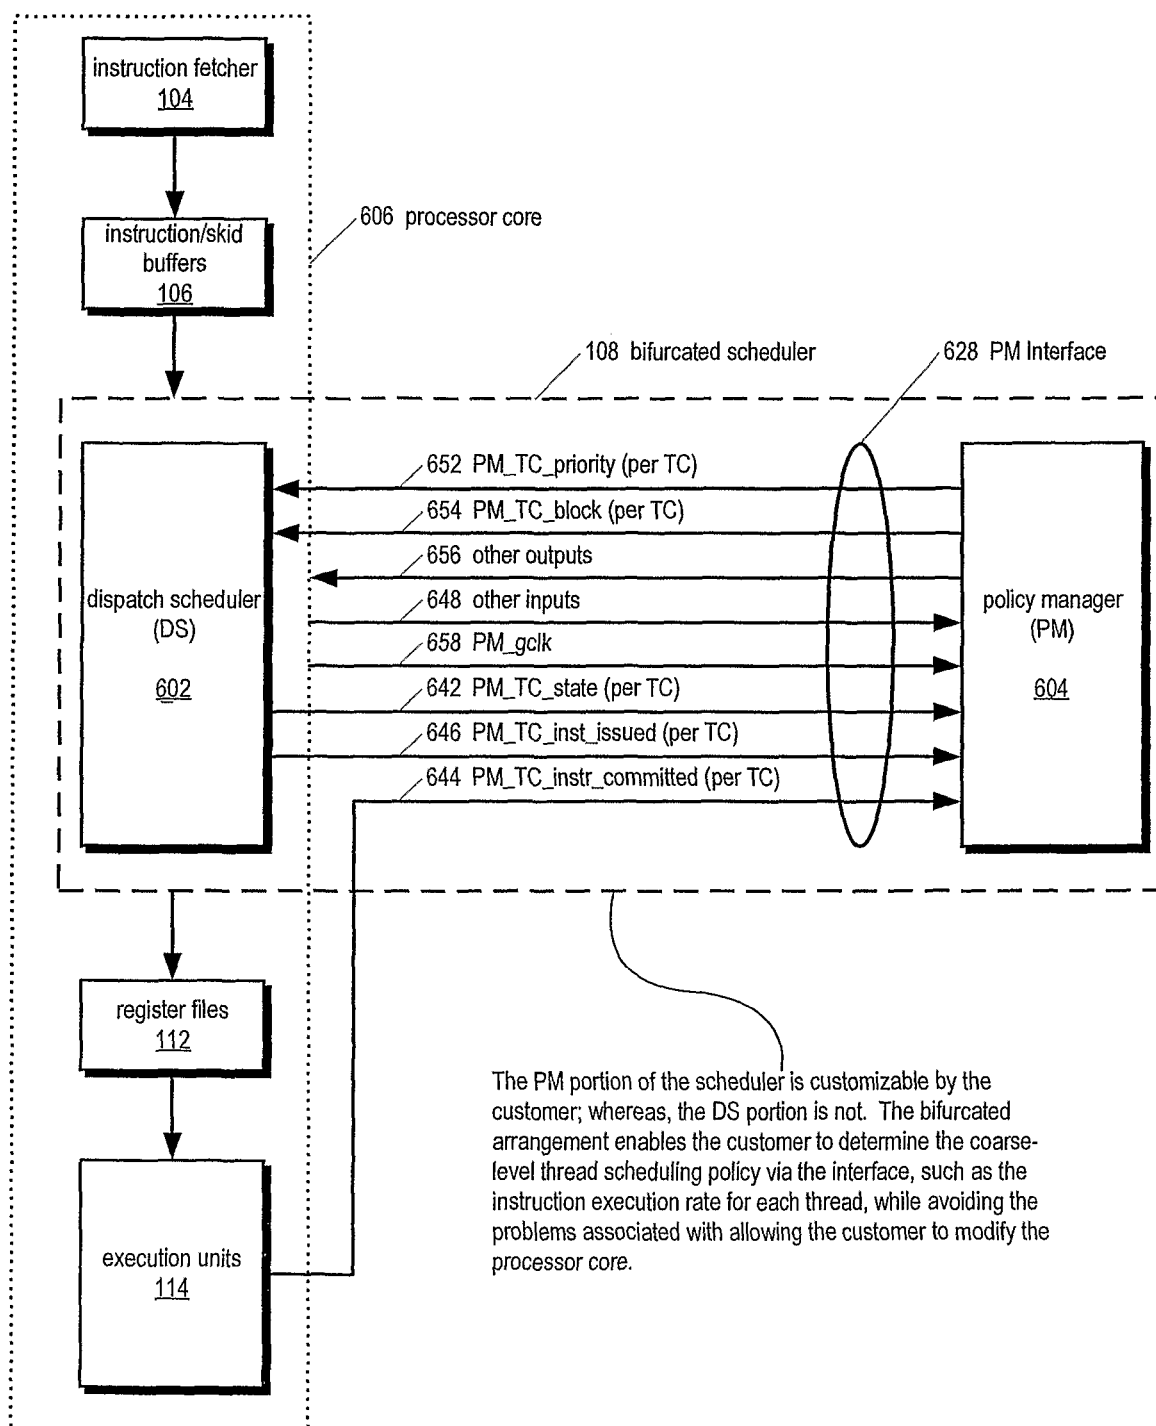 instruction fetcher
104
instruction/skid
buffers
106
606 processor core
108 bifurcated scheduler
628 PM Interface
652 PM_TC_priority (per TC)
654 PM_TC_block (per TC)
656 other outputs
648 other inputs
658 PM_gclk
642 PM_TC_state (per TC)
646 PM_TC_inst_issued (per TC)
644 PM_TC_instr_committed (per TC)
dispatch scheduler
(DS)
602
policy manager
(PM)
604
register files
112
execution units
114
The PM portion of the scheduler is customizable by the
customer; whereas, the DS portion is not. The bifurcated
arrangement enables the customer to determine the coarse-
level thread scheduling policy via the interface, such as the
instruction execution rate for each thread, while avoiding the
problems associated with allowing the customer to modify the
processor core.